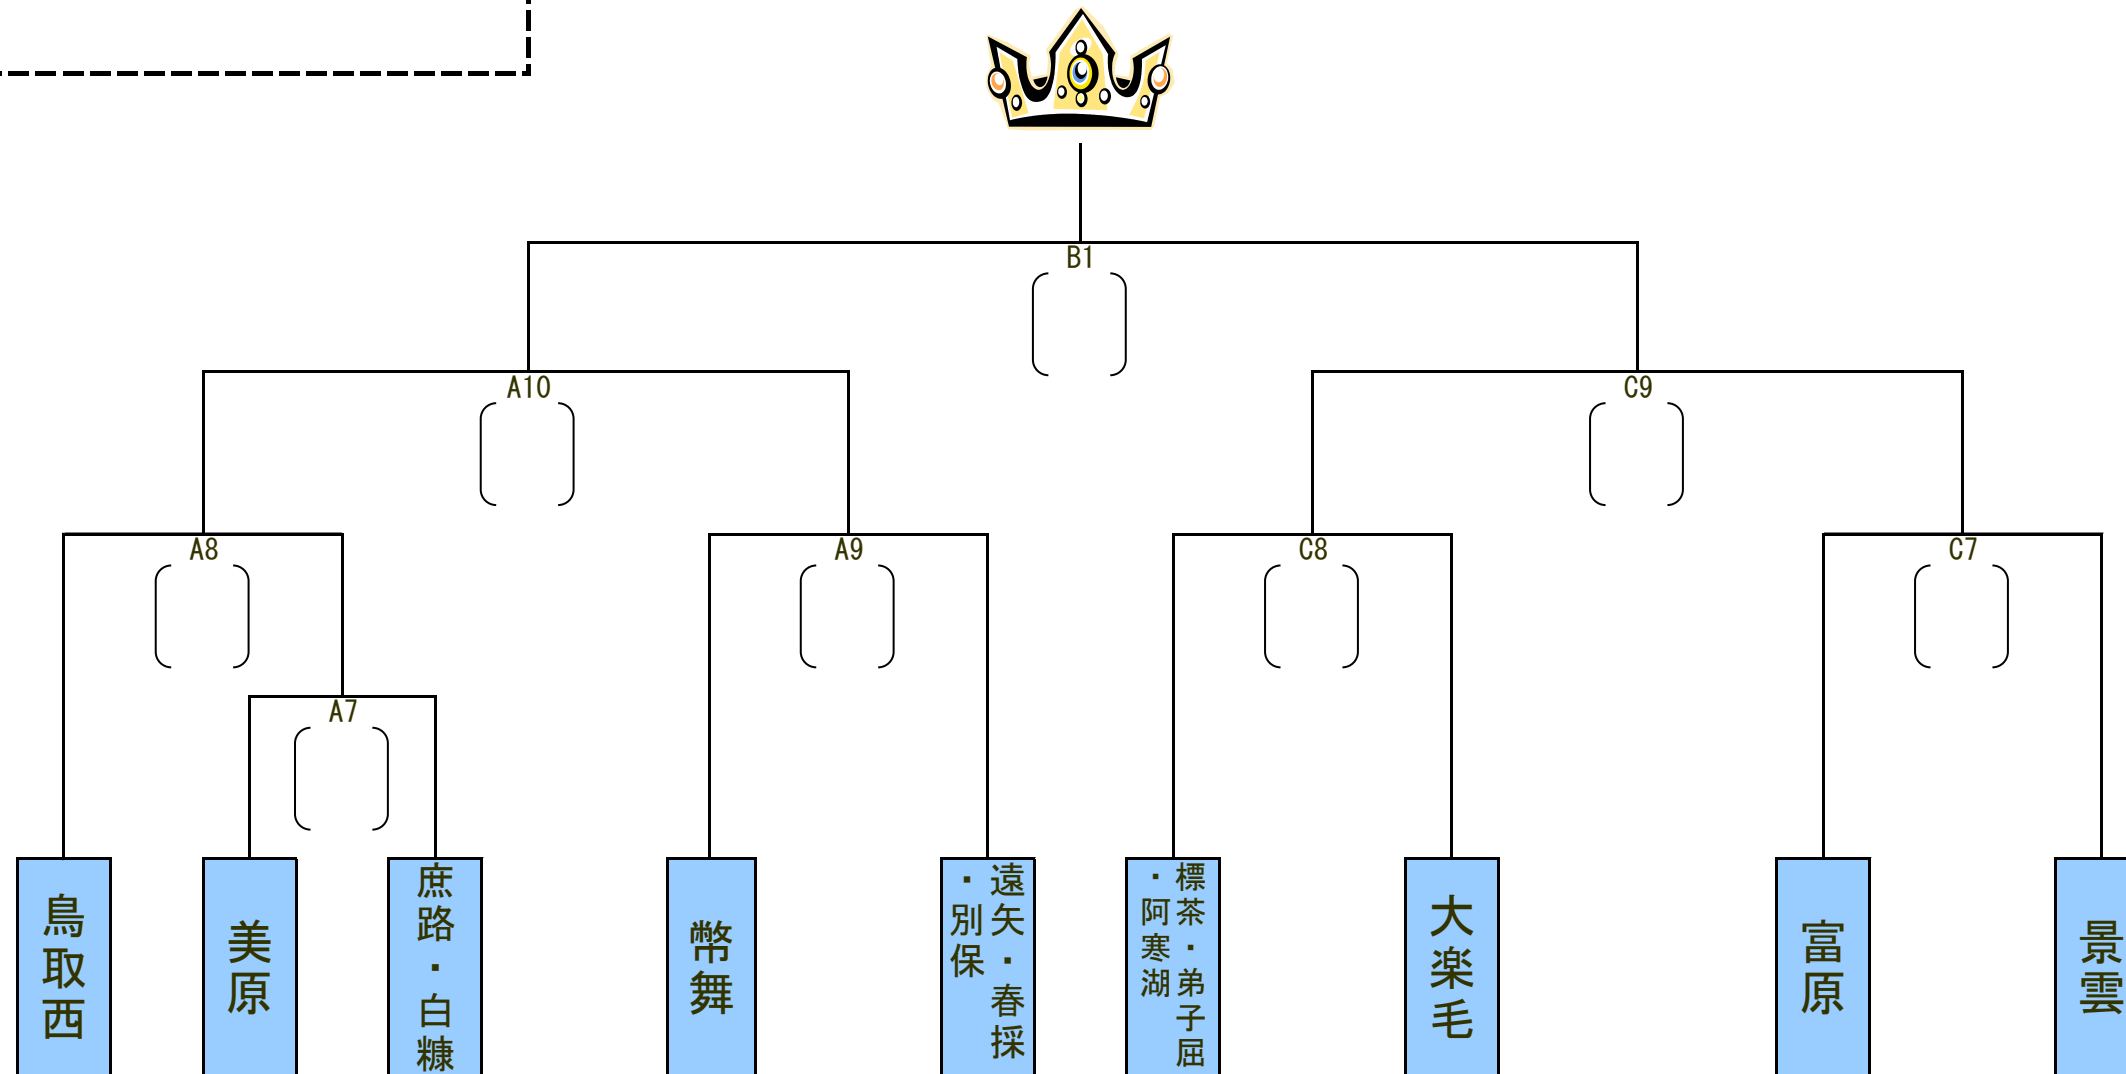 B1
A10
C9
A8
A9
C8
C7
A7
鳥取西
美原
庶路・白糠
幣舞
遠矢・春採
・別保
標茶・弟子屈
・阿寒湖
大楽毛
富原
景雲